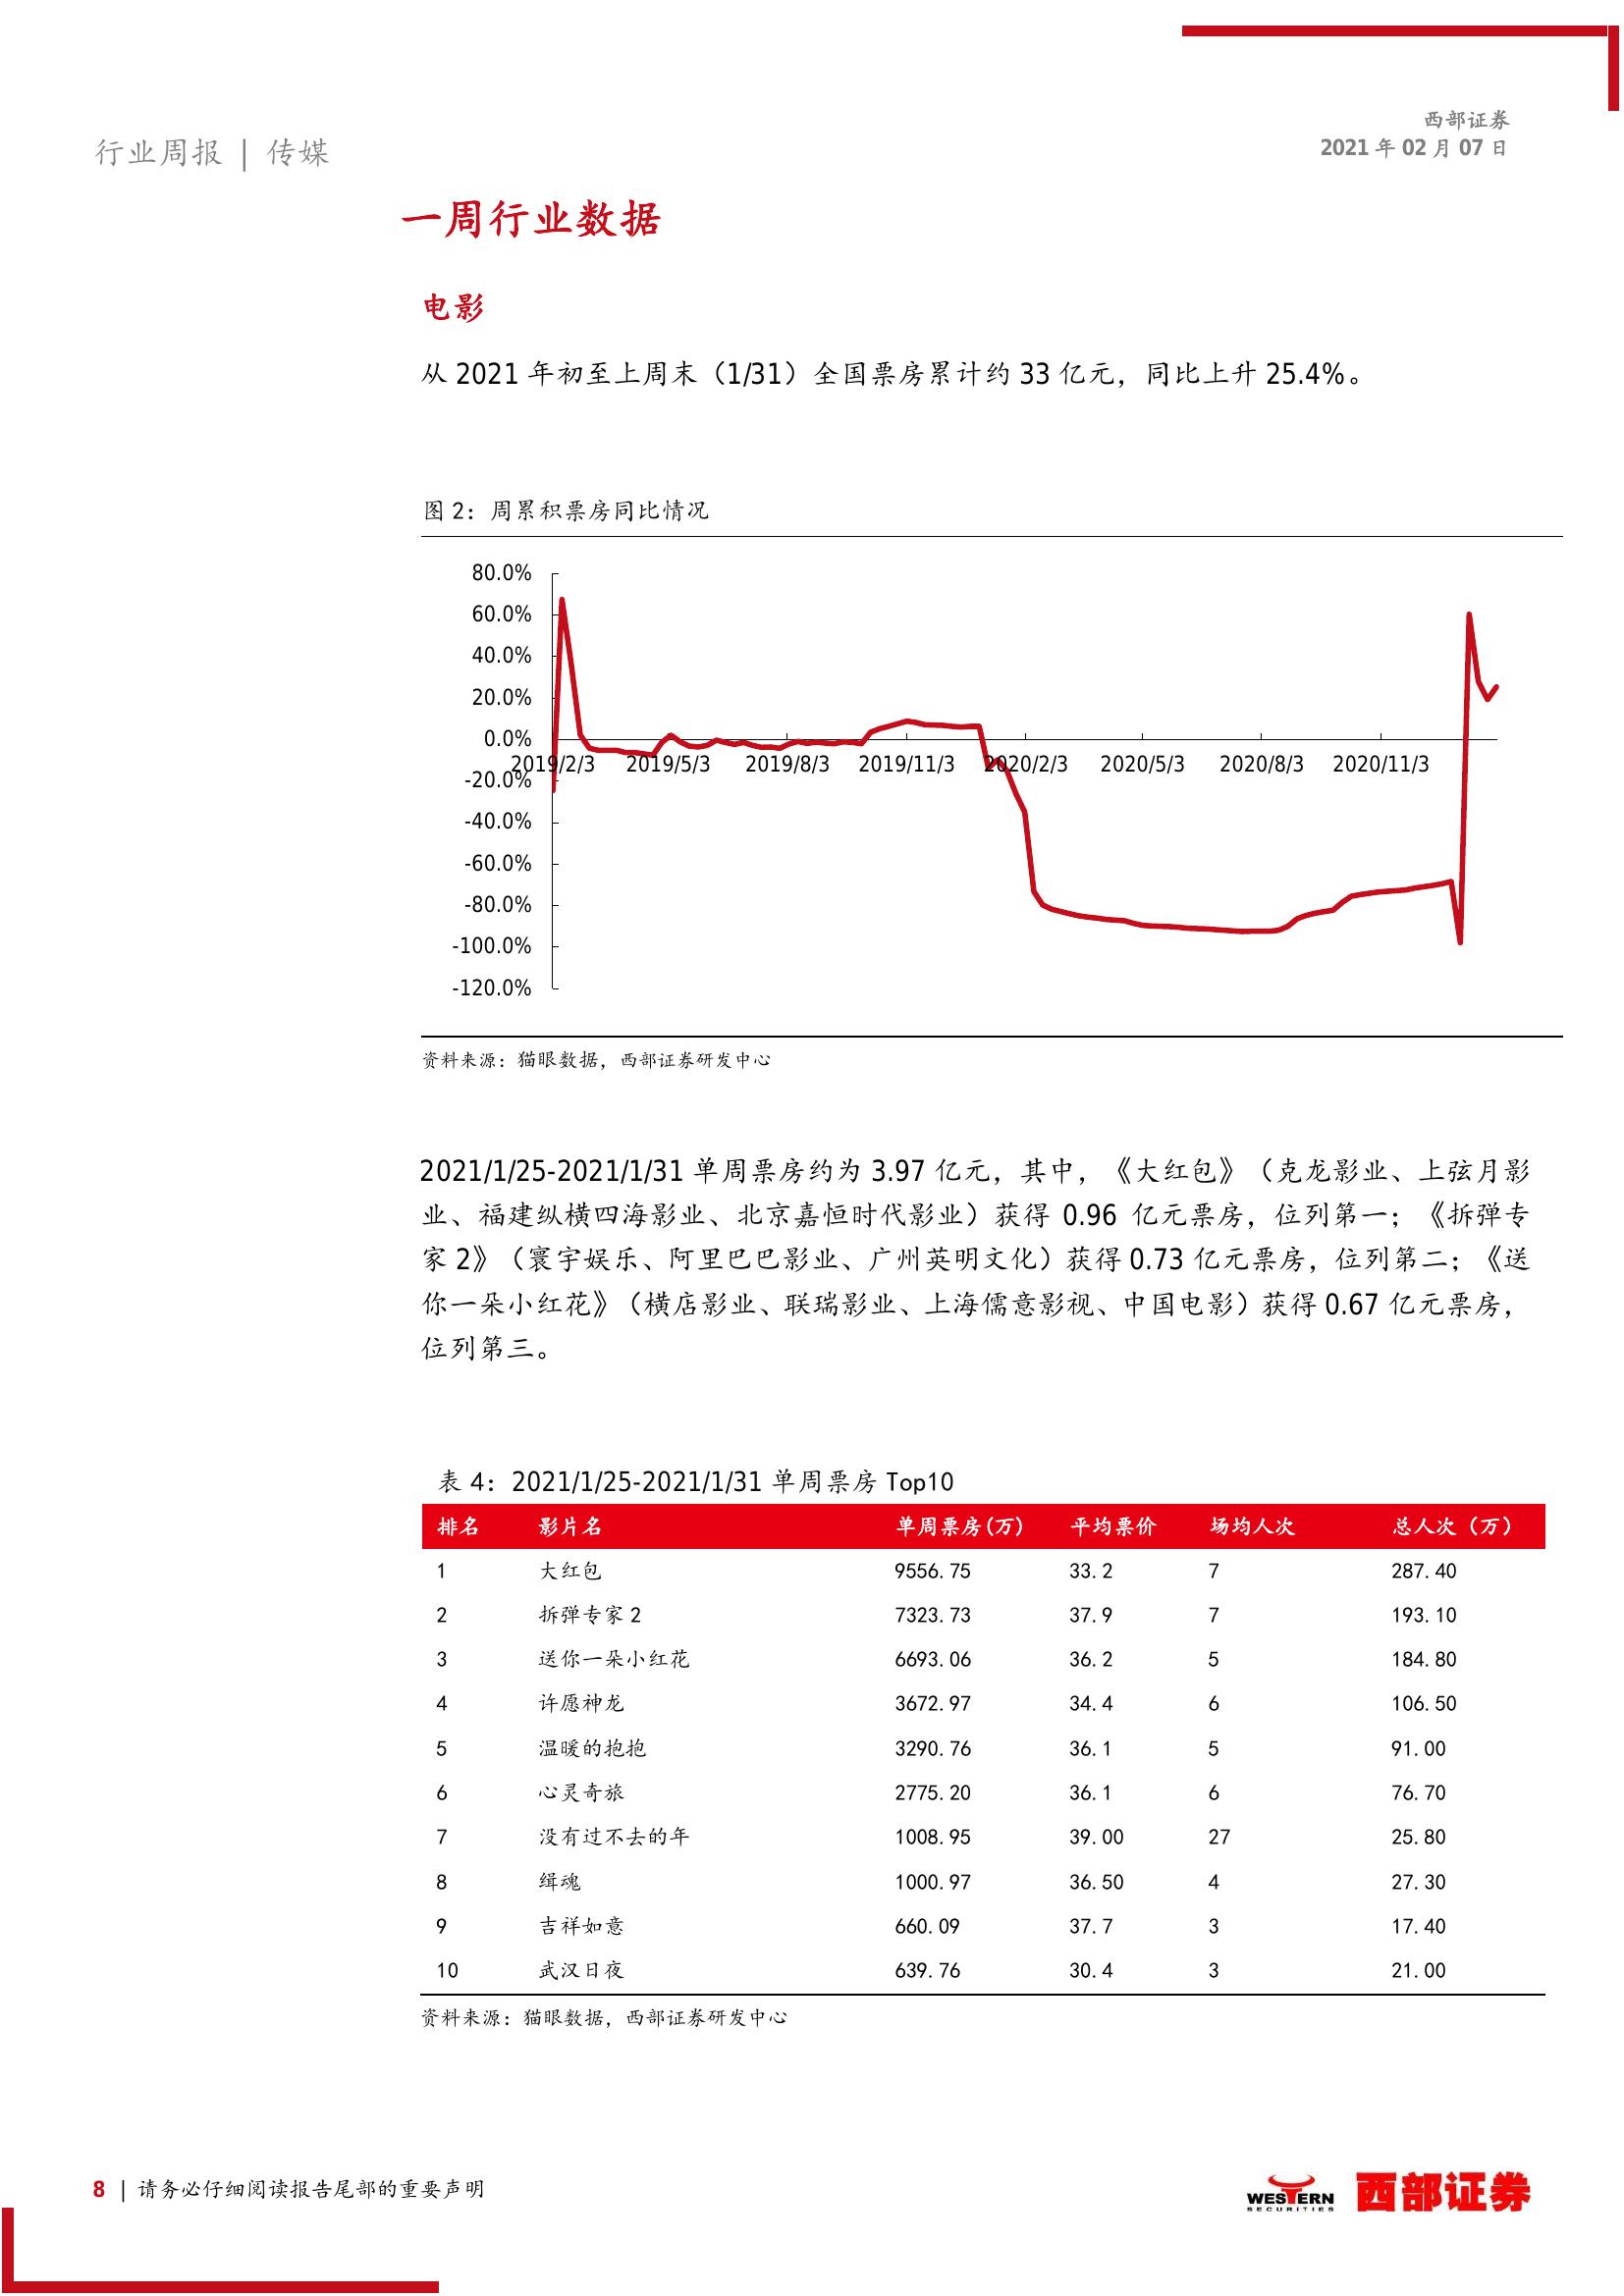 西部证券
行业周报 | 传媒
2021 年 02 月 07 日
一周行业数据
电影
从 2021 年初至上周末（1/31）全国票房累计约 33 亿元，同比上升 25.4%。
图 2：周累积票房同比情况
80.0%
60.0%
40.0%
20.0%
0.0%
-20.0%
-40.0%
-60.0%
-80.0%
-100.0%
-120.0%
2019/2/3 2019/5/3 2019/8/3 2019/11/3 2020/2/3 2020/5/3 2020/8/3 2020/11/3
资料来源：猫眼数据，西部证券研发中心
2021/1/25-2021/1/31 单周票房约为 3.97 亿元，其中，《大红包》（克龙影业、上弦月影
业、福建纵横四海影业、北京嘉恒时代影业）获得 0.96 亿元票房，位列第一；《拆弹专
家 2》（寰宇娱乐、阿里巴巴影业、广州英明文化）获得 0.73 亿元票房，位列第二；《送
你一朵小红花》（横店影业、联瑞影业、上海儒意影视、中国电影）获得 0.67 亿元票房，
位列第三。
表 4：2021/1/25-2021/1/31 单周票房 Top10
排名 影片名 单周票房(万) 平均票价 场均人次 总人次（万）
1 大红包 9556.75 33.2 7 287.40
2 拆弹专家 2 7323.73 37.9 7 193.10
3 送你一朵小红花 6693.06 36.2 5 184.80
4 许愿神龙 3672.97 34.4 6 106.50
5 温暖的抱抱 3290.76 36.1 5 91.00
6 心灵奇旅 2775.20 36.1 6 76.70
7 没有过不去的年 1008.95 39.00 27 25.80
8 缉魂 1000.97 36.50 4 27.30
9 吉祥如意 660.09 37.7 3 17.40
10 武汉日夜 639.76 30.4 3 21.00
资料来源：猫眼数据，西部证券研发中心
8 | 请务必仔细阅读报告尾部的重要声明
WESTERN
SECURITIES
西部证券